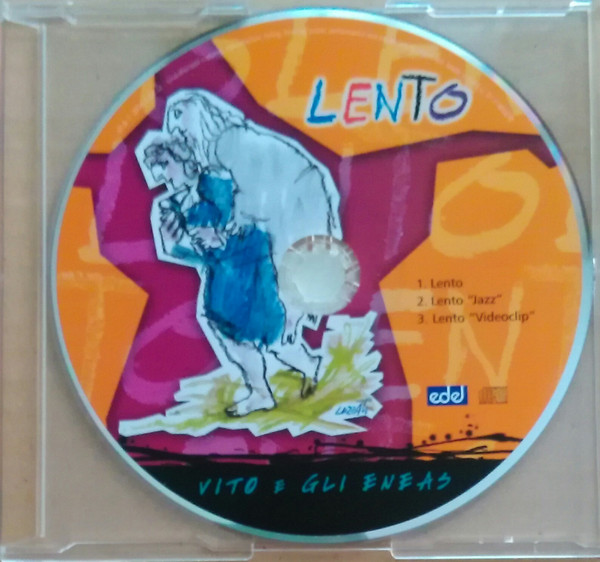 LENTO
1. Lento
2. Lento "Jazz"
3. Lento "Videoclip"
edel
VITO E GLI ENEAS